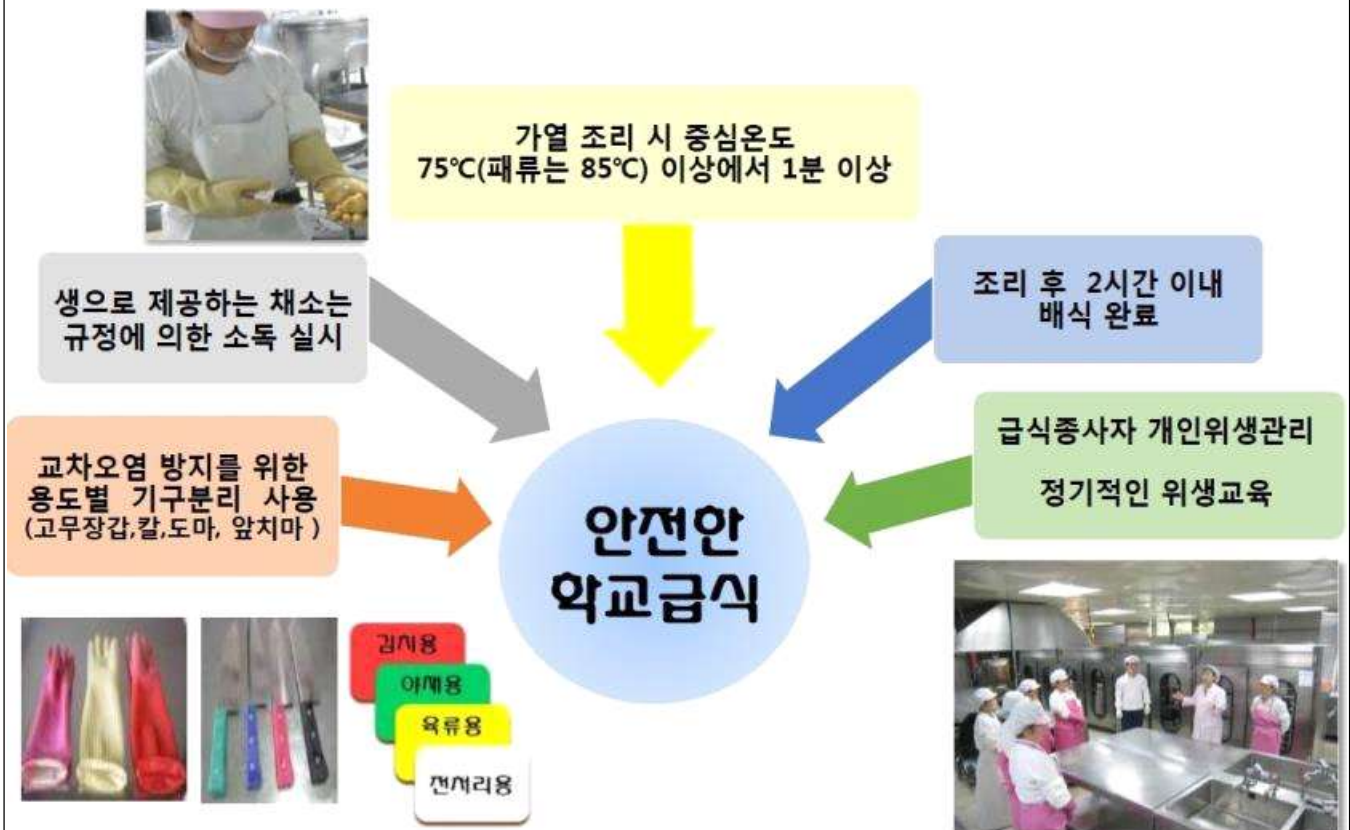 가열 조리 시 중심온도
75℃(패류는 85℃) 이상에서 1분 이상
생으로 제공하는 채소는
규정에 의한 소독 실시
조리 후 2시간 이내
배식 완료
교차오염 방지를 위한
용도별 기구분리 사용
(고무장갑,칼,도마, 앞치마 )
급식종사자 개인위생관리
정기적인 위생교육
안전한
학교급식
김치용
야채용
육류용
전처리용